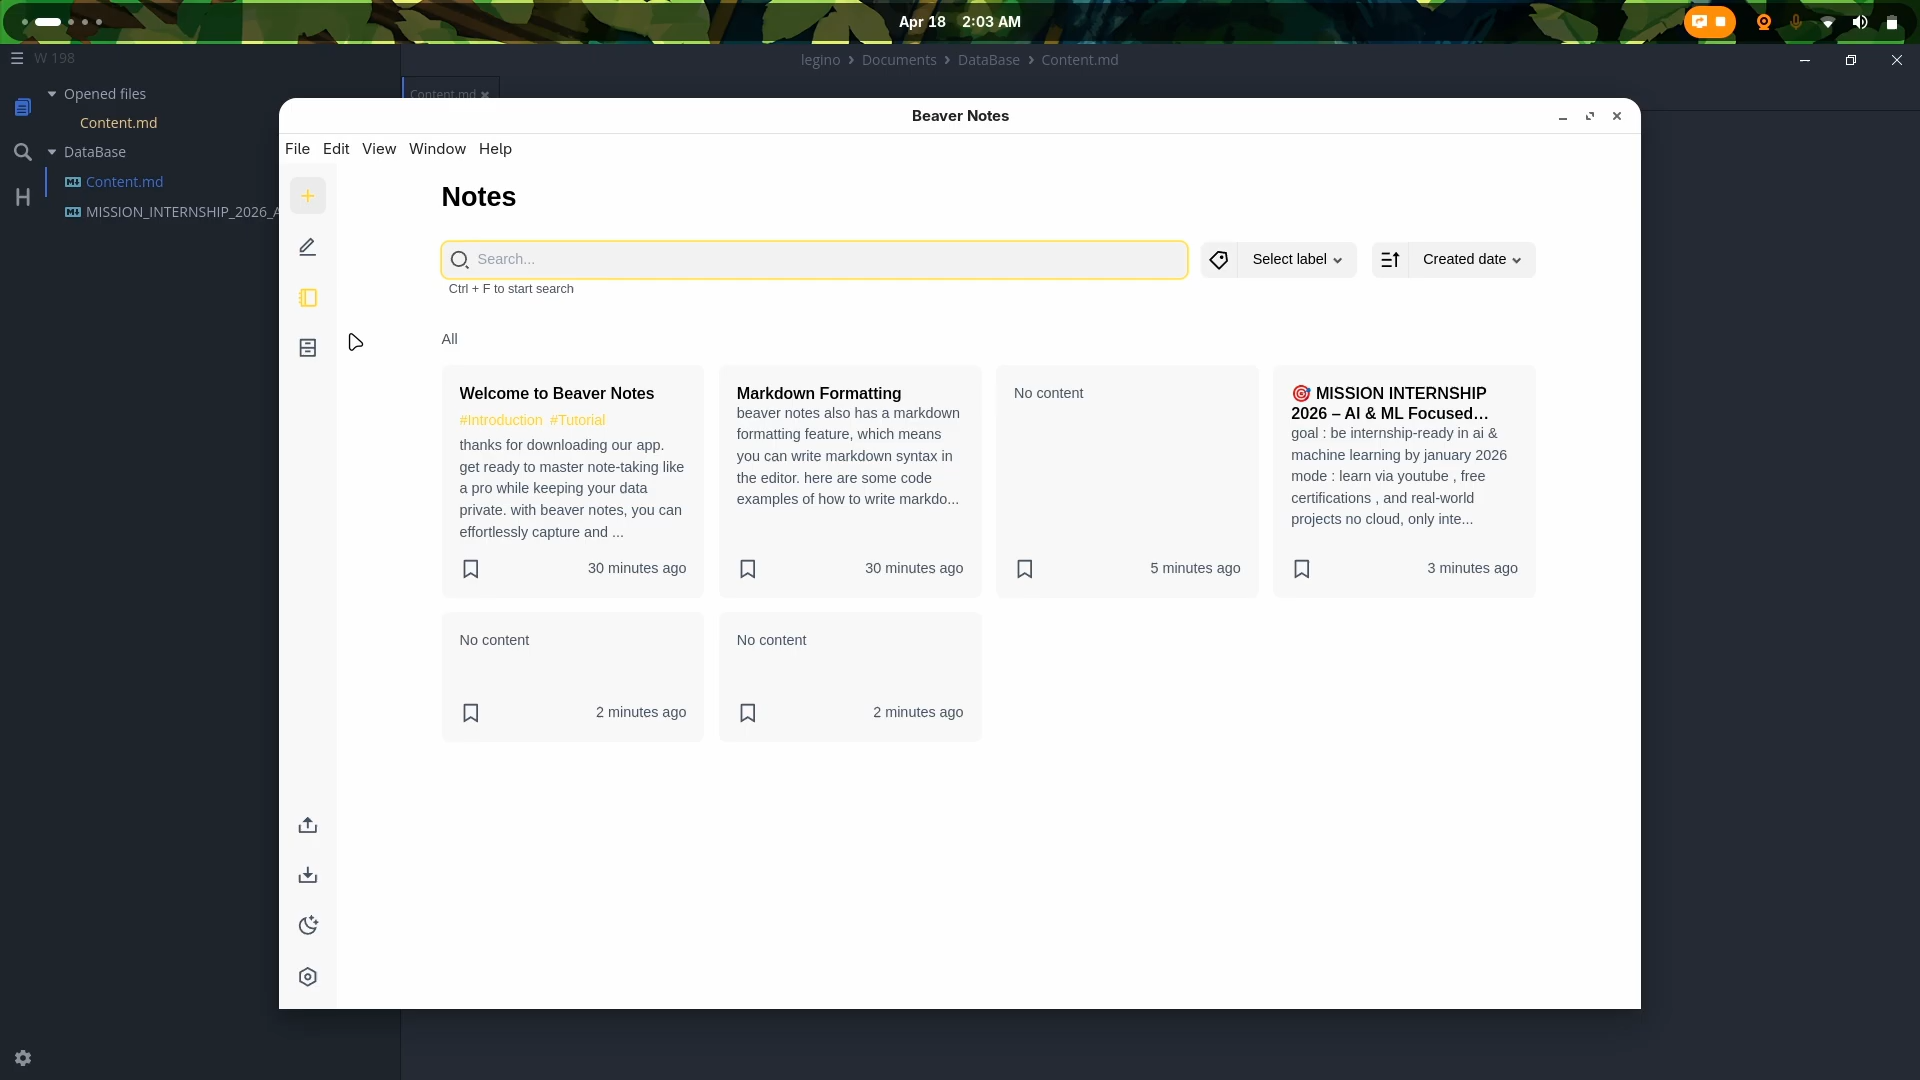 Apr 18 2:03 AM
W 198
legino › Documents › DataBase › Content.md
Opened files
Content.md
DataBase
Content.md
MISSION_INTERNSHIP_2026_A
Content.md
Beaver Notes
File Edit View Window Help
Notes
Search...
Select label
Created date
Ctrl + F to start search
All
Welcome to Beaver Notes
#Introduction #Tutorial
thanks for downloading our app.
get ready to master note-taking like
a pro while keeping your data
private. with beaver notes, you can
effortlessly capture and ...
30 minutes ago
Markdown Formatting
beaver notes also has a markdown
formatting feature, which means
you can write markdown syntax in
the editor. here are some code
examples of how to write markdo...
30 minutes ago
No content
5 minutes ago
🎯 MISSION INTERNSHIP
2026 – AI & ML Focused...
goal : be internship-ready in ai &
machine learning by january 2026
mode : learn via youtube , free
certifications , and real-world
projects no cloud, only inte...
3 minutes ago
No content
2 minutes ago
No content
2 minutes ago